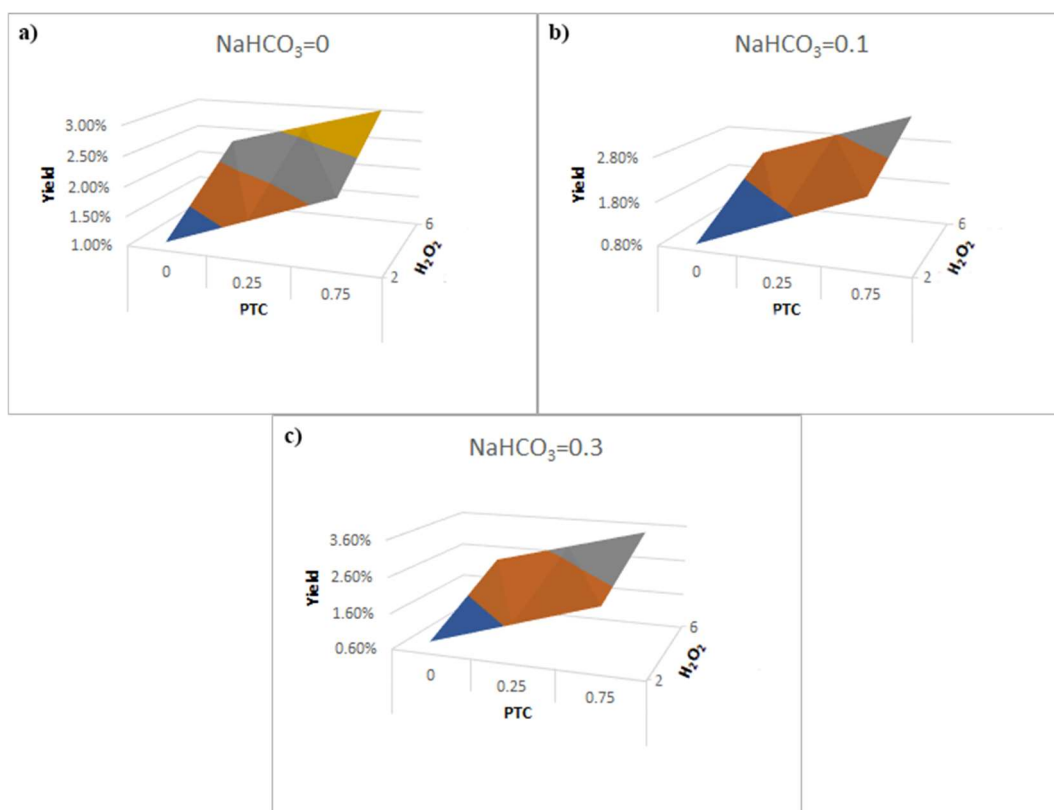 a)
NaHCO₃=0
3.00%
2.50%
2.00%
1.50%
1.00%
Yield
0
0.25
0.75
PTC
2
6
H₂O₂
b)
NaHCO₃=0.1
2.80%
1.80%
0.80%
Yield
0
0.25
0.75
PTC
2
6
H₂O₂
c)
NaHCO₃=0.3
3.60%
2.60%
1.60%
0.60%
Yield
0
0.25
0.75
PTC
2
6
H₂O₂